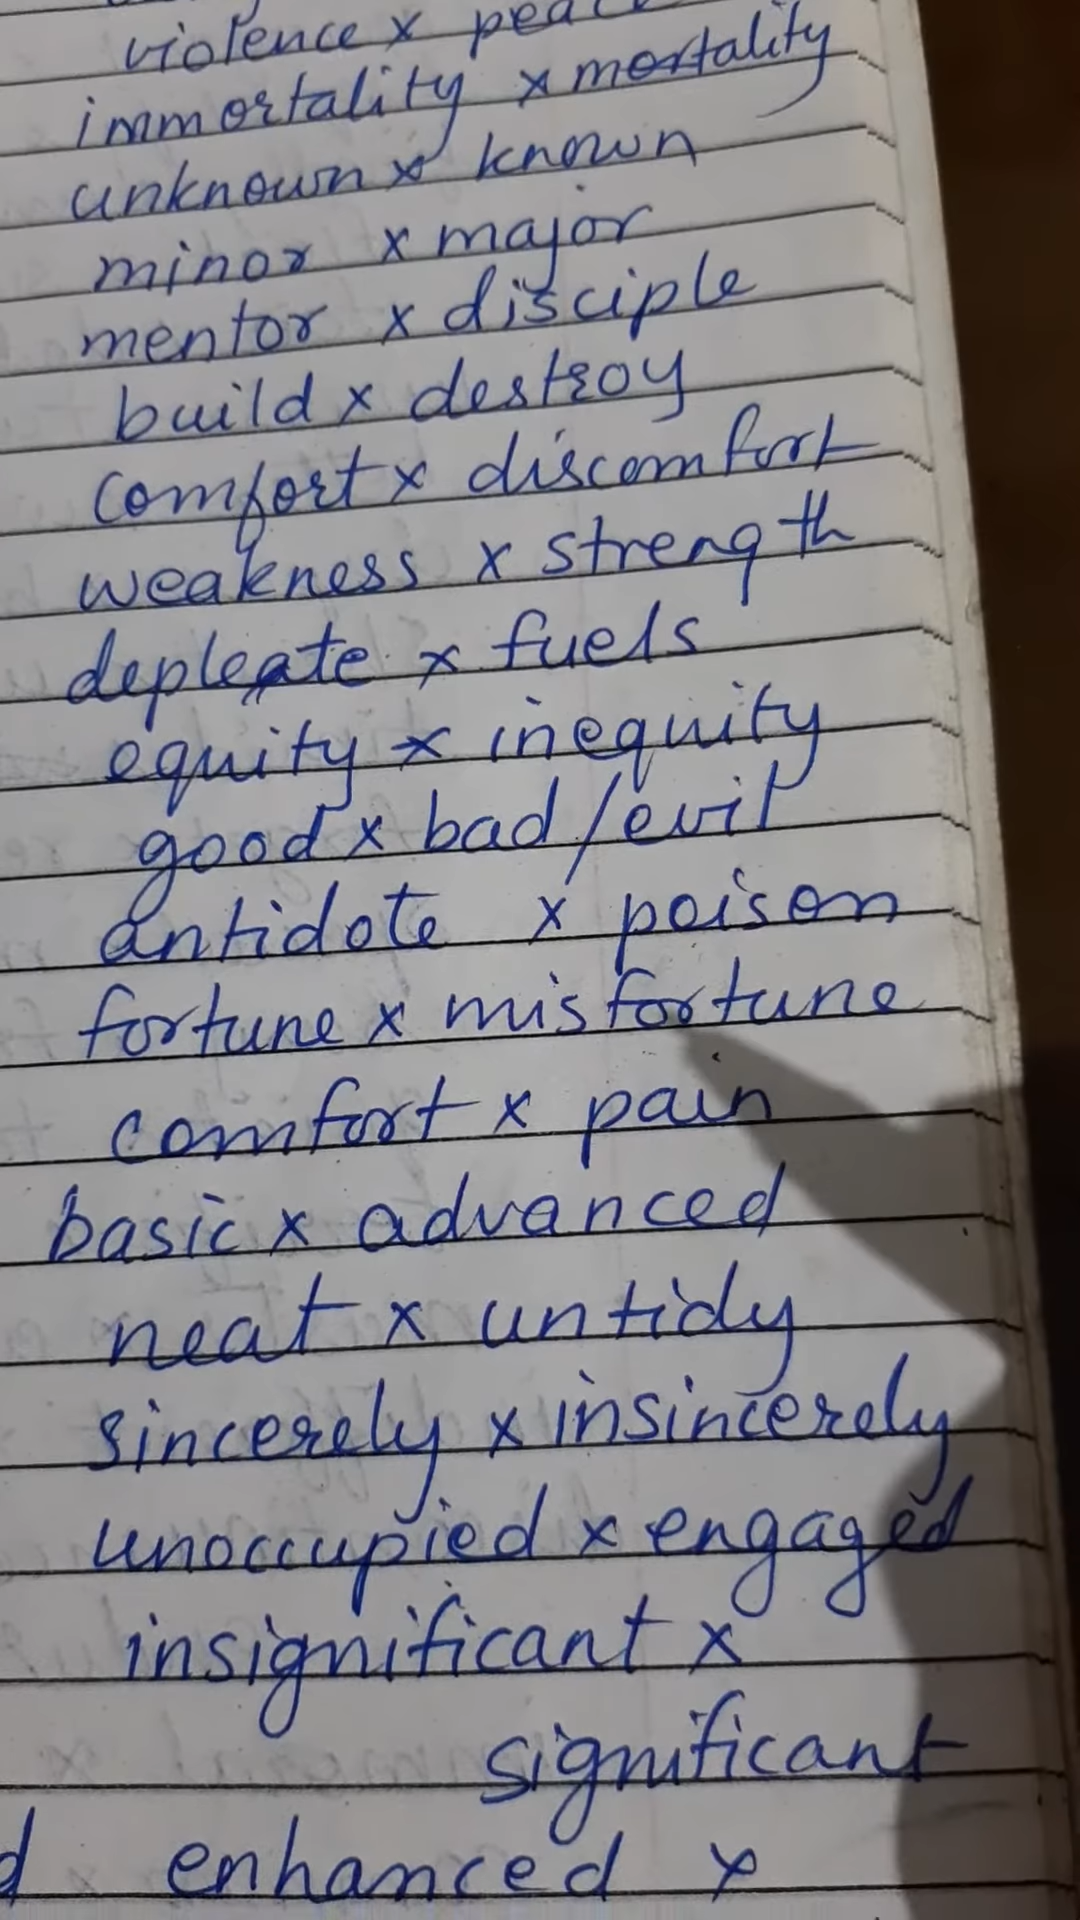 violence x
immortality x mortality
unknown x known
minor x major
mentor x disciple
build x destroy
comfort x discomfort
weakness x strength
depleate x fuels
equity x inequity
good x bad/evil
antidote x poison
fortune x misfortune
comfort x pain
basic x advanced
neat x untidy
sincerely x insincerely
unoccupied x engaged
insignificant x
significant
enhanced x